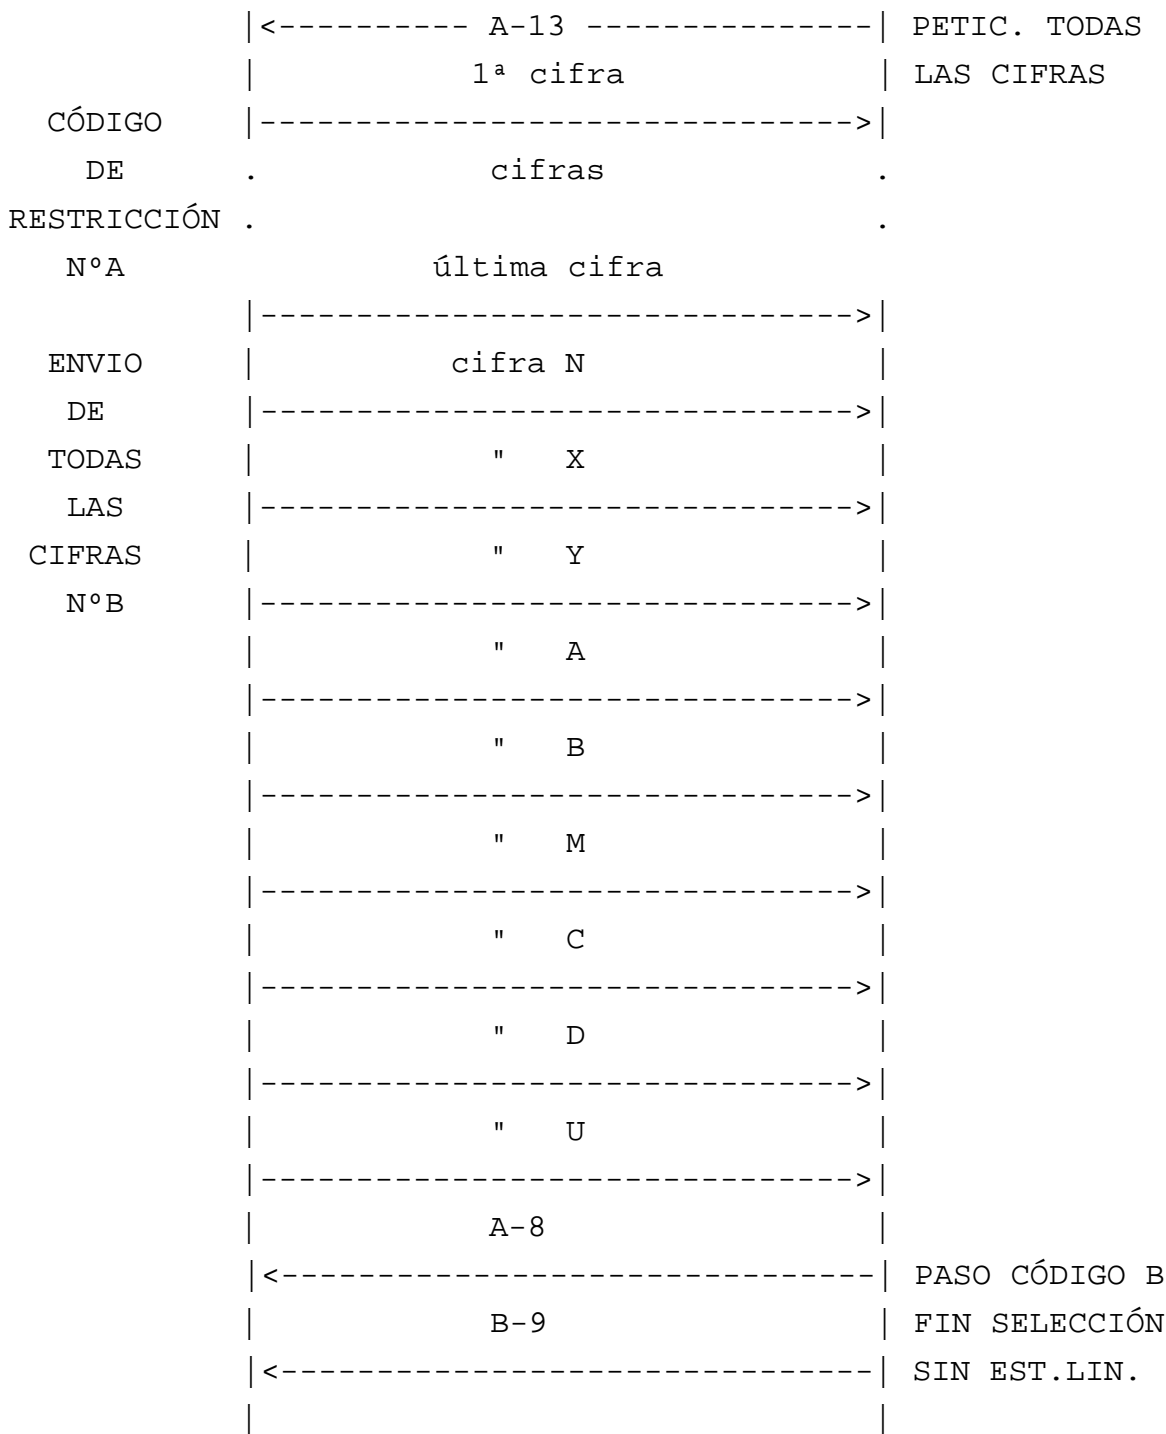 |<---------- A-13 ---------------| PETIC. TODAS
| 1ª cifra | LAS CIFRAS
CÓDIGO |------------------------------->|
DE . cifras .
RESTRICCIÓN . .
NºA última cifra
|------------------------------->|
ENVIO | cifra N |
DE |------------------------------->|
TODAS | " X |
LAS |------------------------------->|
CIFRAS | " Y |
NºB |------------------------------->|
| " A |
|------------------------------->|
| " B |
|------------------------------->|
| " M |
|------------------------------->|
| " C |
|------------------------------->|
| " D |
|------------------------------->|
| " U |
|------------------------------->|
| A-8 |
|<-------------------------------| PASO CÓDIGO B
| B-9 | FIN SELECCIÓN
|<-------------------------------| SIN EST.LIN.
| |